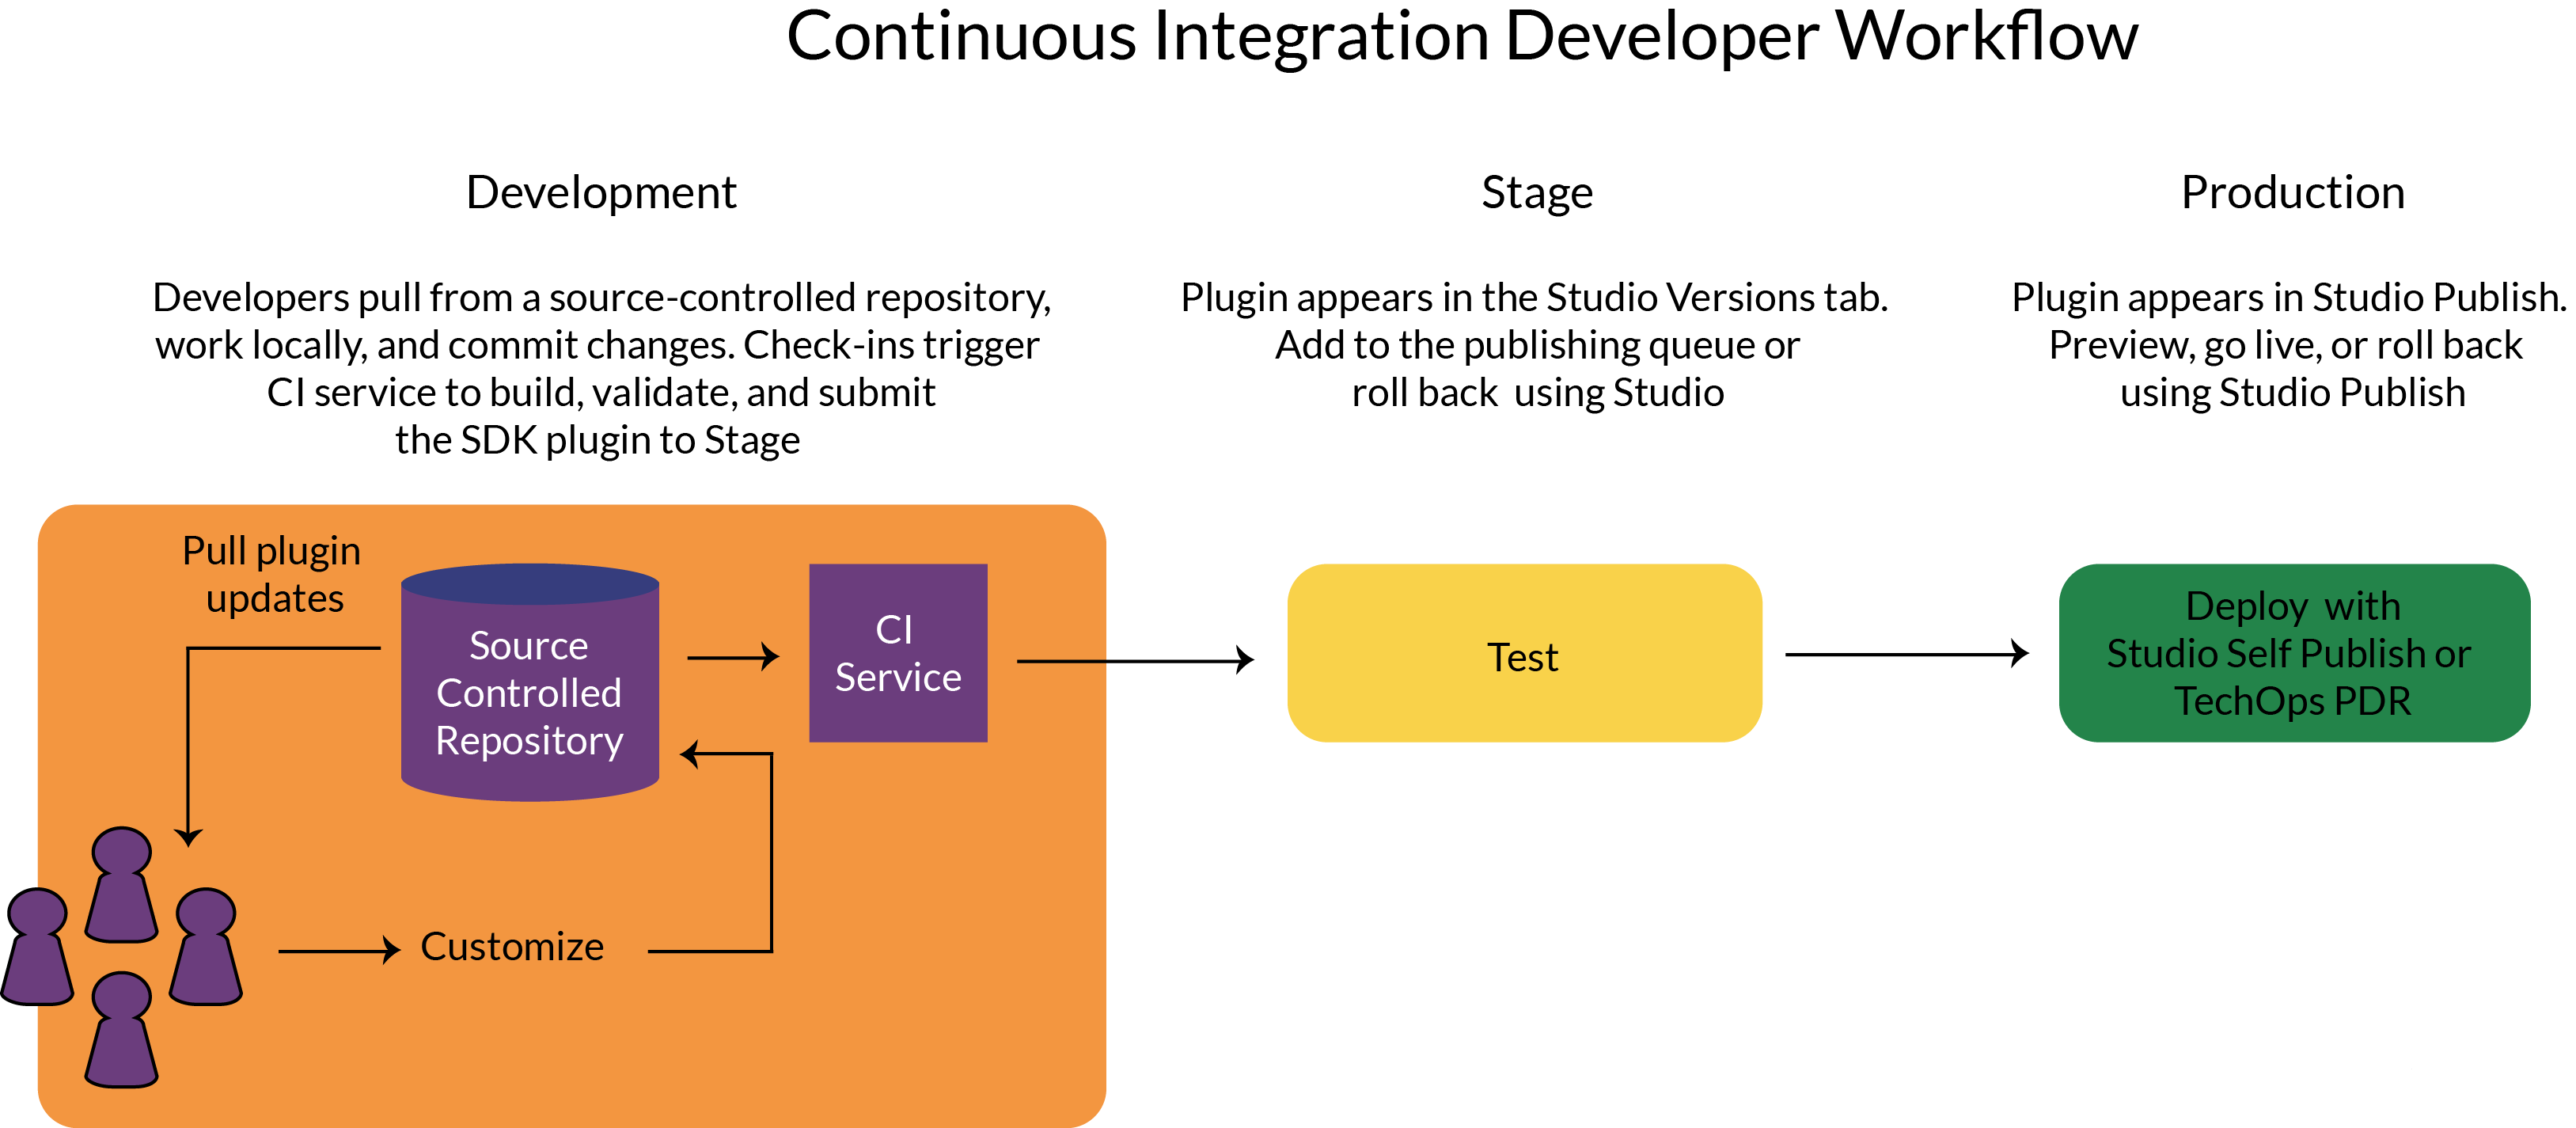 Continuous Integration Developer Workflow
Development
Developers pull from a source-controlled repository,
work locally, and commit changes. Check-ins trigger
CI service to build, validate, and submit
the SDK plugin to Stage
Stage
Plugin appears in the Studio Versions tab.
Add to the publishing queue or
roll back  using Studio
Production
Plugin appears in Studio Publish.
Preview, go live, or roll back
using Studio Publish
Pull plugin
updates
Source
Controlled
Repository
CI
Service
Customize
Test
Deploy  with
Studio Self Publish or
TechOps PDR